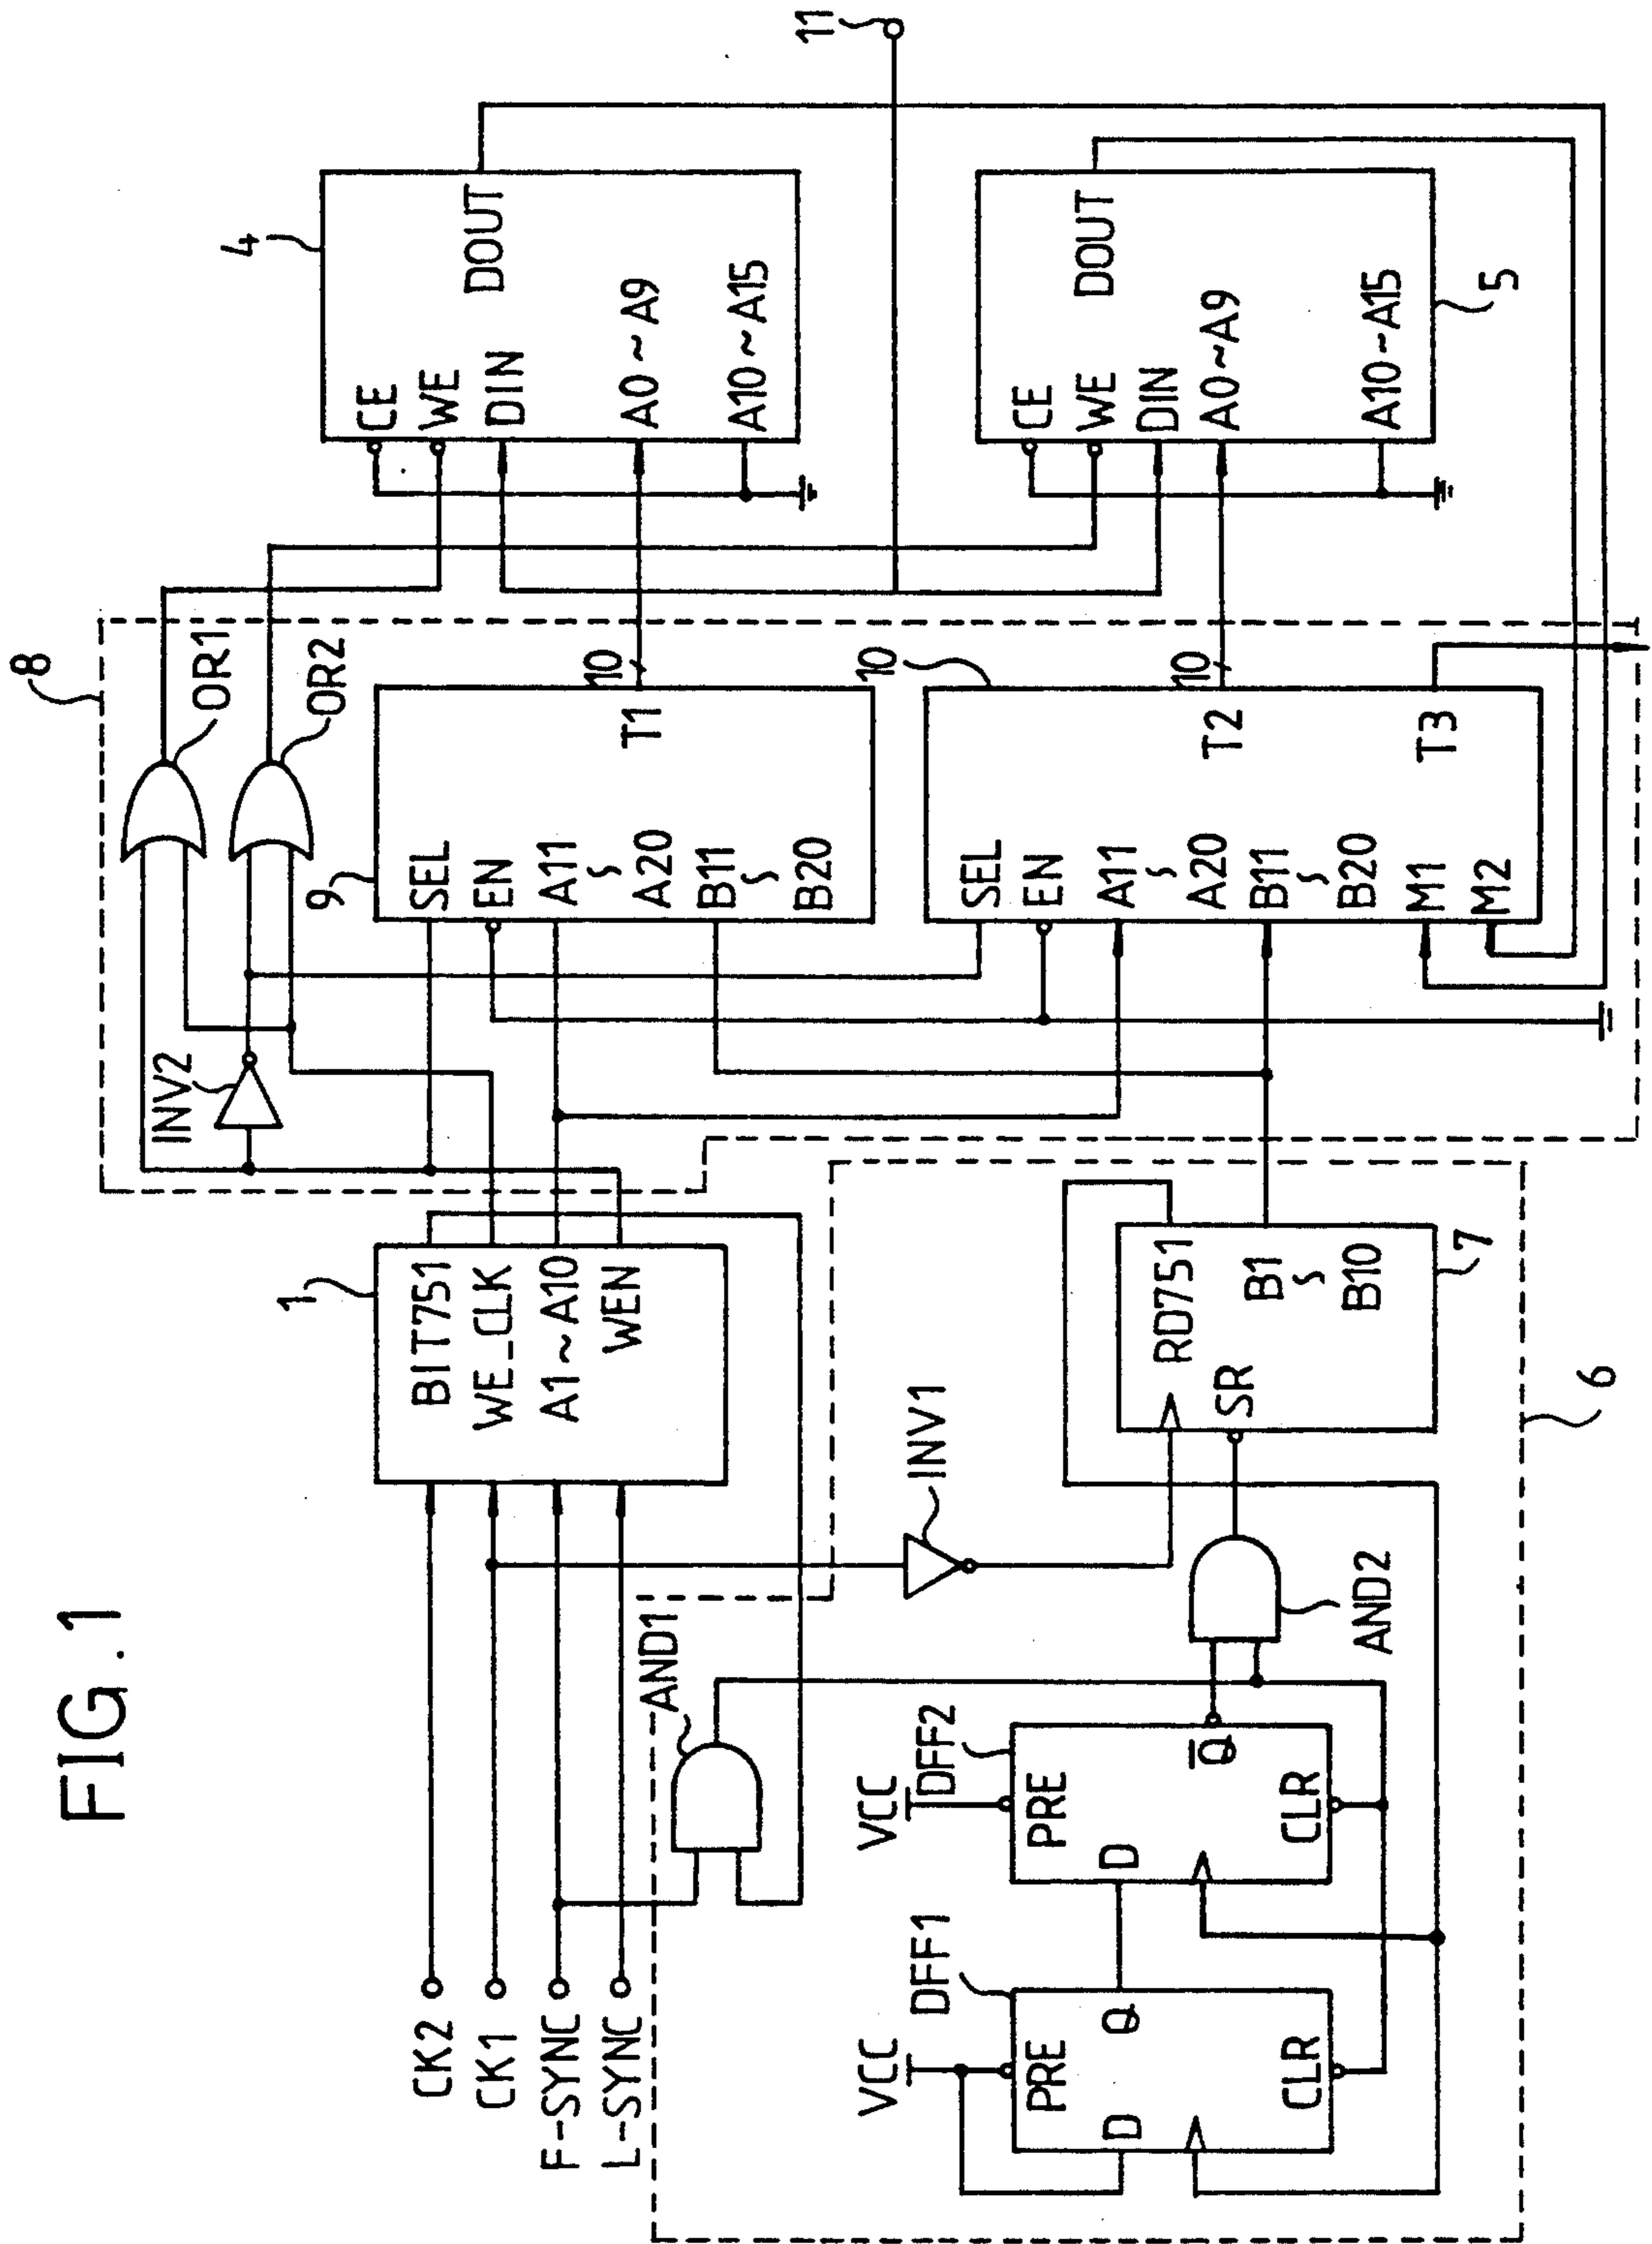 FIG.1
CK2
CK1
F-SYNC
L-SYNC
1
BIT751
WE_CLK
A1~A10
WEN
AND1
INV1
VCC
DFF1
PRE
D
Q
CLR
VCC
DFF2
PRE
D
Q̅
CLR
AND2
RD751
SR
B1
∫
B10
7
6
8
INV2
OR1
OR2
9
SEL
EN
A11
∫
A20
B11
∫
B20
T1
10
10
SEL
EN
A11
∫
A20
B11
∫
B20
M1
M2
T2
T3
10
4
CE
WE
DIN
DOUT
A0~A9
A10~A15
CE
WE
DIN
DOUT
A0~A9
A10~A15
5
11